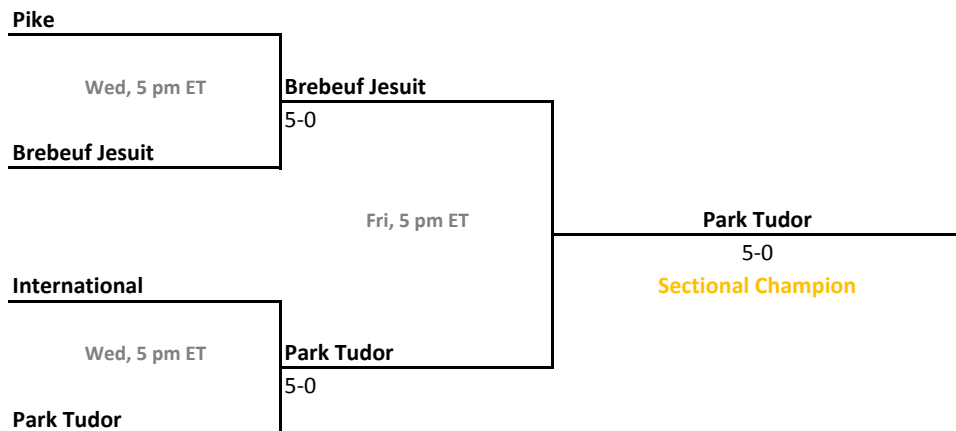 Pike
Wed, 5 pm ET
Brebeuf Jesuit
5-0
Brebeuf Jesuit
Fri, 5 pm ET
Park Tudor
5-0
Sectional Champion
International
Wed, 5 pm ET
Park Tudor
5-0
Park Tudor